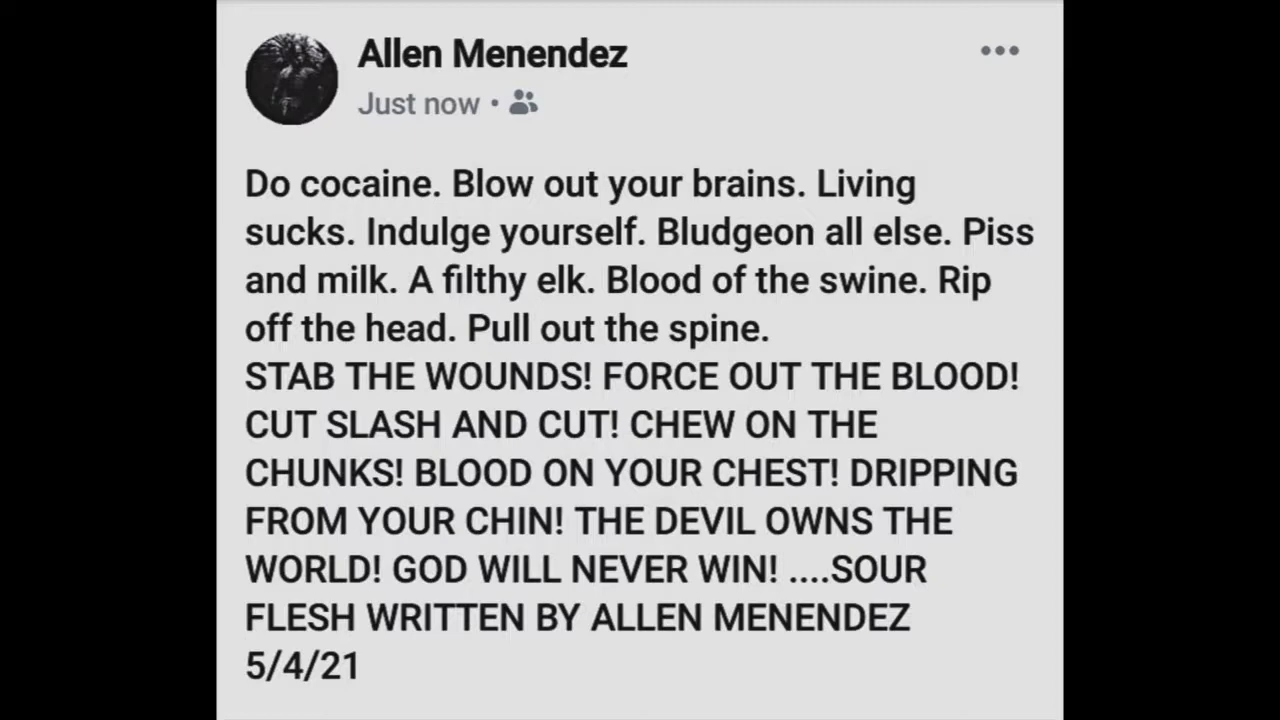 Allen Menendez
Just now •
Do cocaine. Blow out your brains. Living
sucks. Indulge yourself. Bludgeon all else. Piss
and milk. A filthy elk. Blood of the swine. Rip
off the head. Pull out the spine.
STAB THE WOUNDS! FORCE OUT THE BLOOD!
CUT SLASH AND CUT! CHEW ON THE
CHUNKS! BLOOD ON YOUR CHEST! DRIPPING
FROM YOUR CHIN! THE DEVIL OWNS THE
WORLD! GOD WILL NEVER WIN! ....SOUR
FLESH WRITTEN BY ALLEN MENENDEZ
5/4/21